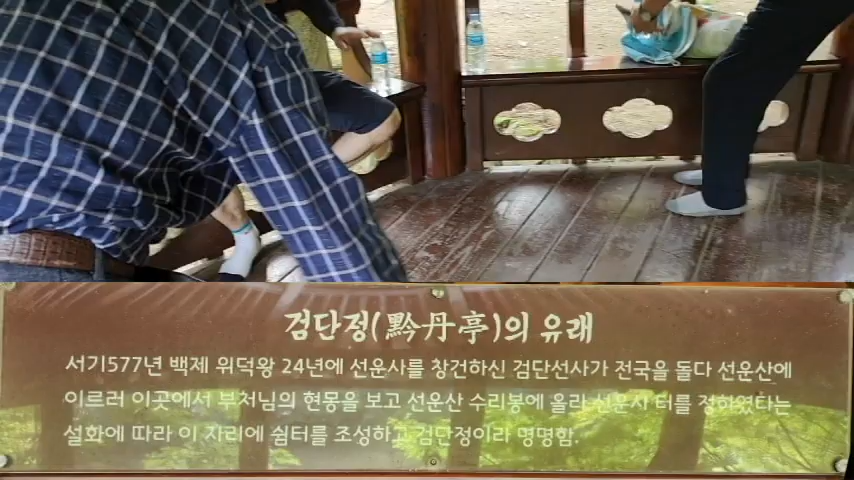 검단정(黔丹亭)의 유래
서기577년 백제 위덕왕 24년에 선운사를 창건하신 검단선사가 전국을 돌다 선운산에
이르러 이곳에서 부처님의 현몽을 보고 선운산 수리봉에 올라 선운사 터를 정하였다는
설화에 따라 이 자리에 쉼터를 조성하고 검단정이라 명명함.